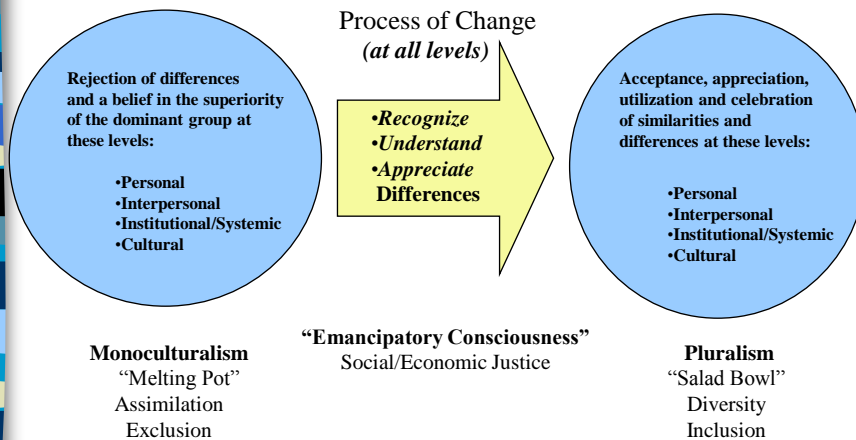 Process of Change
(at all levels)
Rejection of differences
and a belief in the superiority
of the dominant group at
these levels:
•Personal
•Interpersonal
•Institutional/Systemic
•Cultural
•Recognize
•Understand
•Appreciate
Differences
Acceptance, appreciation,
utilization and celebration
of similarities and
differences at these levels:
•Personal
•Interpersonal
•Institutional/Systemic
•Cultural
Monoculturalism
“Melting Pot”
Assimilation
Exclusion
“Emancipatory Consciousness”
Social/Economic Justice
Pluralism
“Salad Bowl”
Diversity
Inclusion